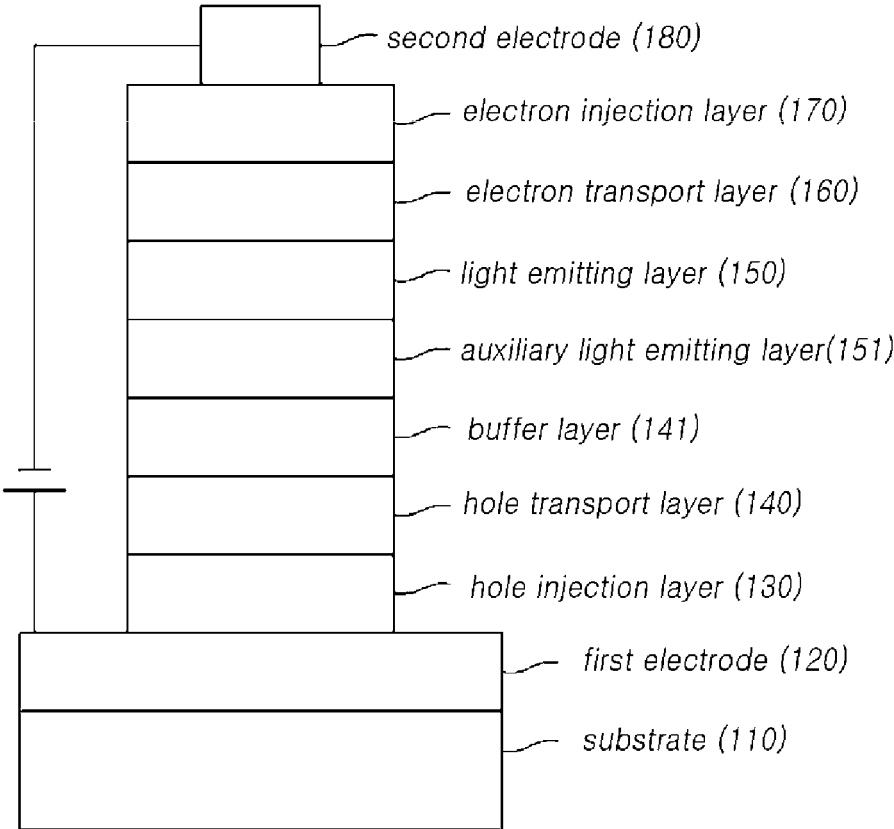 second electrode (180)
electron injection layer (170)
electron transport layer (160)
light emitting layer (150)
auxiliary light emitting layer(151)
buffer layer (141)
hole transport layer (140)
hole injection layer (130)
first electrode (120)
substrate (110)